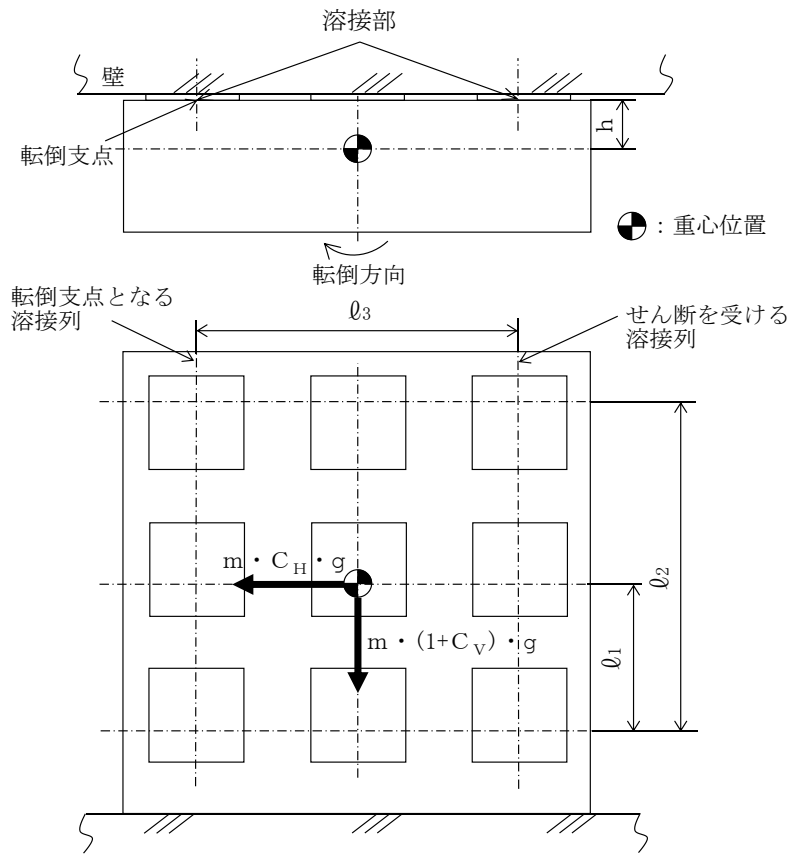 溶接部
壁
転倒支点
h
：重心位置
転倒方向
転倒支点となる
溶接列
ℓ3
せん断を受ける
溶接列
m・CH・g
ℓ2
m・(1+CV)・g
ℓ1